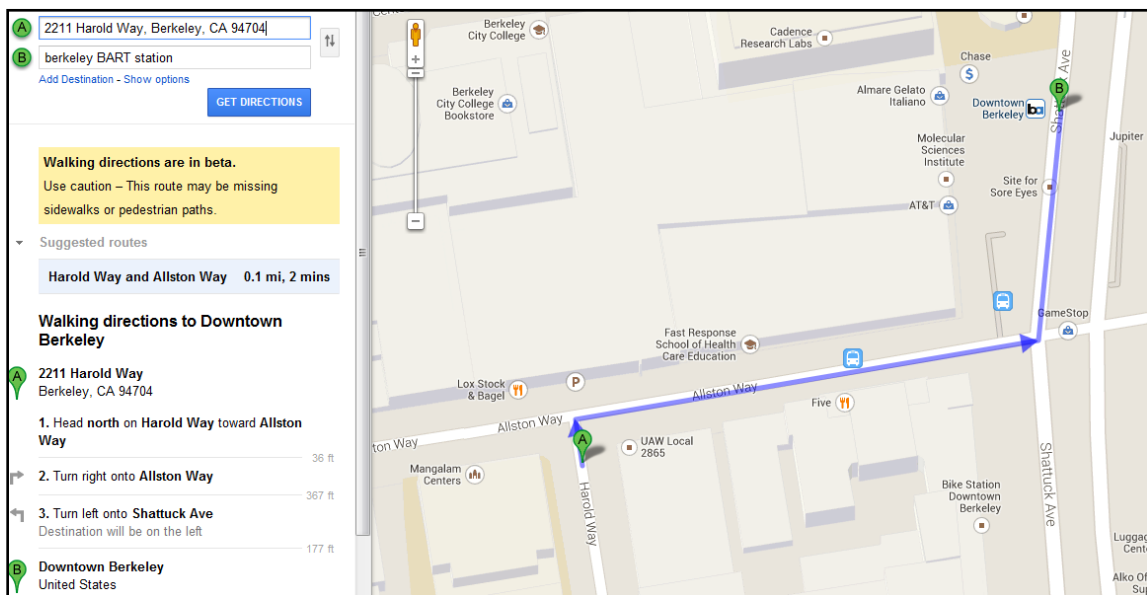 A
2211 Harold Way, Berkeley, CA 94704
B
berkeley BART station
Add Destination - Show options
GET DIRECTIONS
Walking directions are in beta.
Use caution – This route may be missing
sidewalks or pedestrian paths.
Suggested routes
Harold Way and Allston Way 0.1 mi, 2 mins
Walking directions to Downtown
Berkeley
A
2211 Harold Way
Berkeley, CA 94704
1. Head north on Harold Way toward Allston
Way
36 ft
2. Turn right onto Allston Way
367 ft
3. Turn left onto Shattuck Ave
Destination will be on the left
177 ft
B
Downtown Berkeley
United States
Berkeley
City College
Cadence
Research Labs
Chase
$
Shattuck Ave
B
Berkeley
City College
Bookstore
Almare Gelato
Italiano
Downtown
Berkeley
ba
Jupiter
Molecular
Sciences
Institute
Site for
Sore Eyes
AT&T
GameStop
Fast Response
School of Health
Care Education
Lox Stock
& Bagel
P
Allston Way
Five
Allston Way
ton Way
A
UAW Local
2865
Mangalam
Centers
Harold Way
Bike Station
Downtown
Berkeley
Shattuck Ave
Luggag
Cent
Alko Of
Su